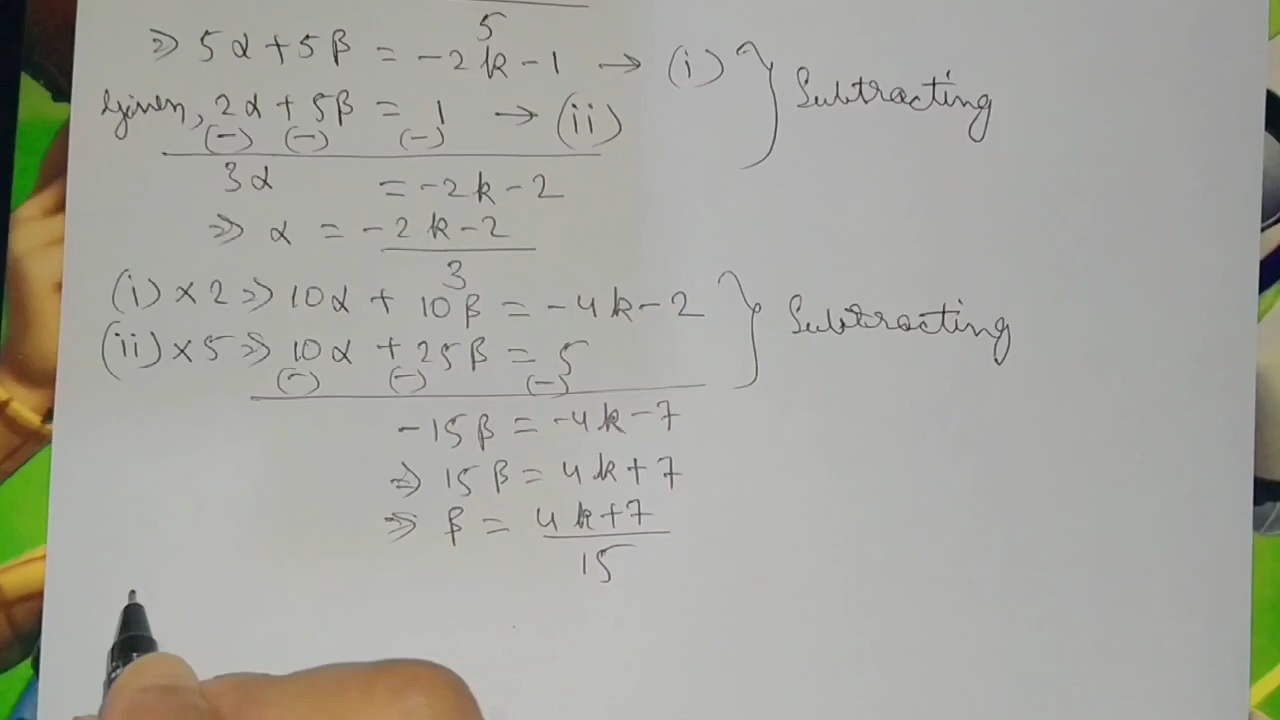 5
⇒ 5α + 5β = -2k - 1 → (i) } Subtracting
Given, 2α + 5β = 1 → (ii)
(-) (-) (-)
3α = -2k - 2
⇒ α = -2k - 2
3
(i) × 2 ⇒ 10α + 10β = -4k - 2 } Subtracting
(ii) × 5 ⇒ 10α + 25β = 5
(-) (-) (-)
-15β = -4k - 7
⇒ 15β = 4k + 7
⇒ β = 4k + 7
15